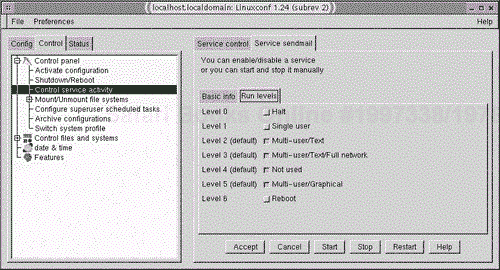 localhost.localdomain: Linuxconf 1.24 (subrev 2)
File Preferences Help
Config Control Status
Control panel
Activate configuration
Shutdown/Reboot
Control service activity
Mount/Unmount file systems
Configure superuser scheduled tasks
Archive configurations
Switch system profile
Control files and systems
date & time
Features
Service control Service sendmail
You can enable/disable a service
or you can start and stop it manually
Basic info Run levels
Level 0 Halt
Level 1 Single user
Level 2 (default) Multi-user/Text
Level 3 (default) Multi-user/Text/Full network
Level 4 (default) Not used
Level 5 (default) Multi-user/Graphical
Level 6 Reboot
Accept Cancel Start Stop Restart Help